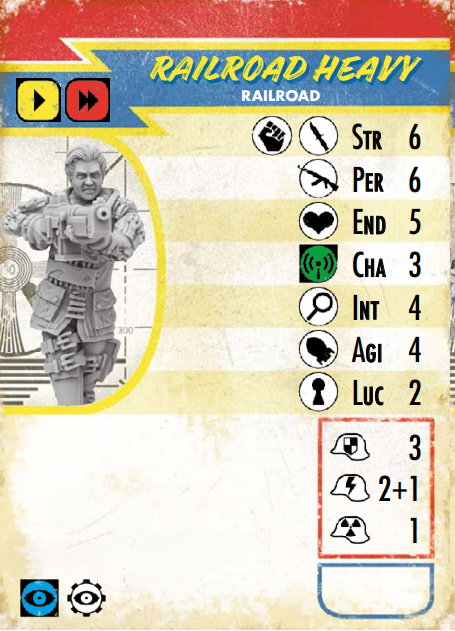 RAILROAD HEAVY
RAILROAD
STR 6
PER 6
END 5
CHA 3
INT 4
AGI 4
LUC 2
300
3
2+1
1